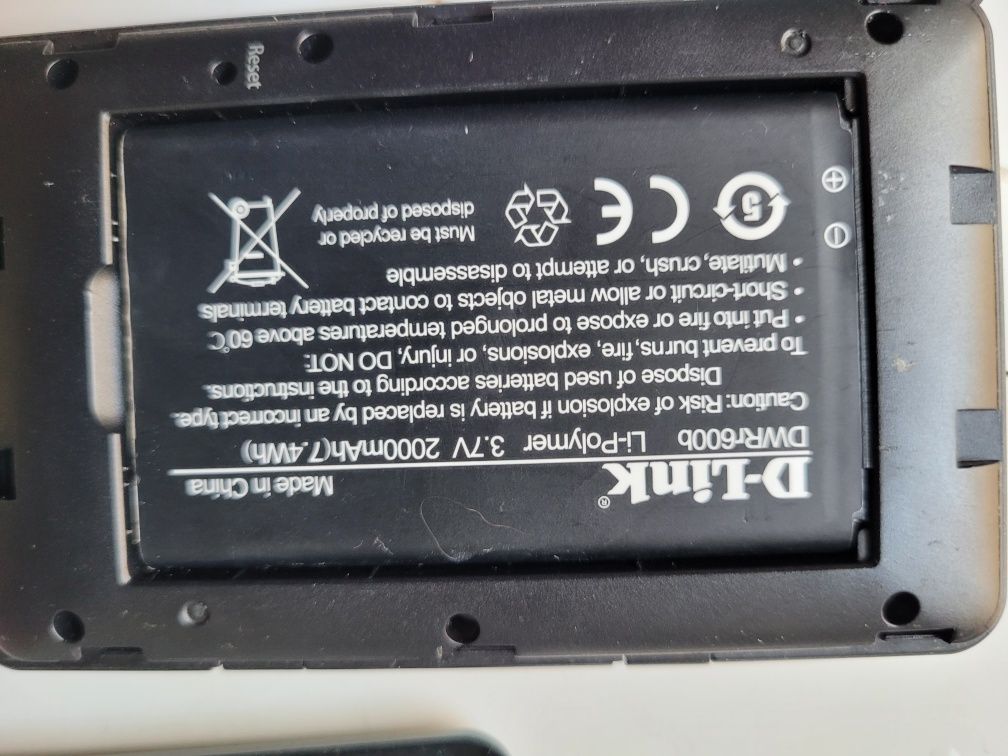 D-Link®
Made in China
DWRr600b Li-Polymer 3.7V 2000mAh(7.4Wh)
Caution: Risk of explosion if battery is replaced by an incorrect type.
Dispose of used batteries according to the instructions.
To prevent burns,fire, explosions, or injury, DO NOT:
• Put into fire or expose to prolonged temperatures above 60°C
• Short-circuit or allow metal objects to contact battery terminals
• Mutilate, crush, or attempt to disassemble
5
CE
Must be recycled or
disposed of properly
Reset